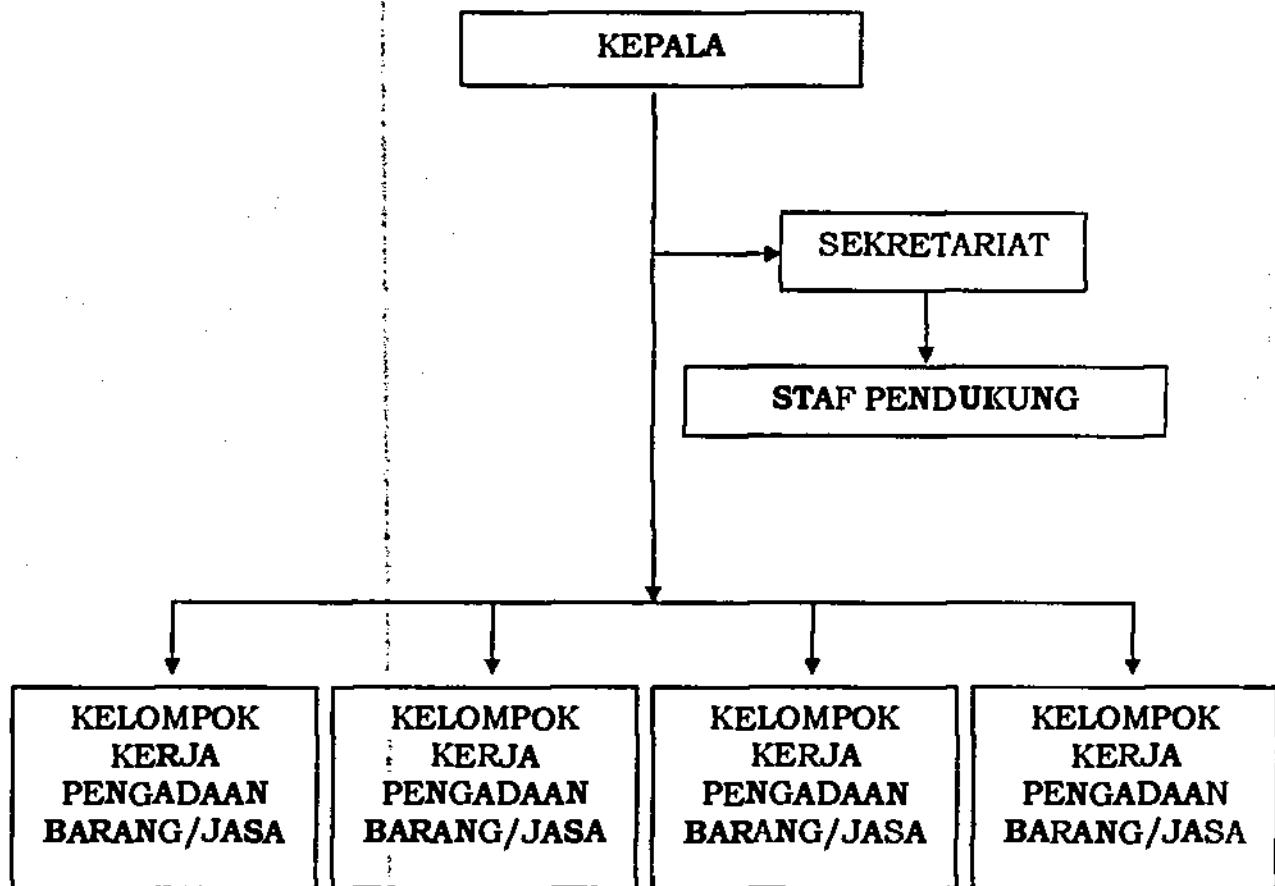 KEPALA
SEKRETARIAT
STAF PENDUKUNG
KELOMPOK
KERJA
PENGADAAN
BARANG/JASA
KELOMPOK
KERJA
PENGADAAN
BARANG/JASA
KELOMPOK
KERJA
PENGADAAN
BARANG/JASA
KELOMPOK
KERJA
PENGADAAN
BARANG/JASA